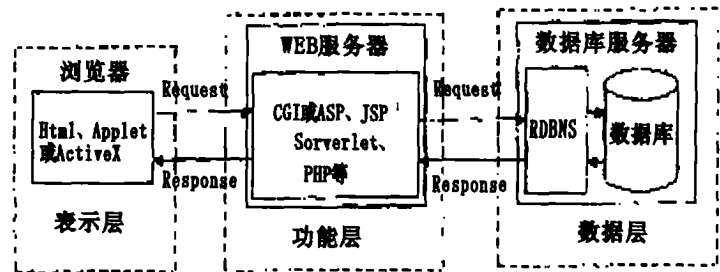 浏览器
Html、Applet
或ActiveX
表示层
Request
Response
WEB服务器
CGI或ASP、JSP
Sorverlet、
PHP等
功能层
Request
Response
数据库服务器
RDBMS
数据库
数据层